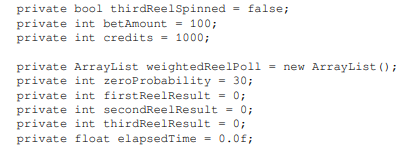 private bool thirdReelSpinned = false;
private int betAmount = 100;
private int credits = 1000;
private ArrayList weightedReelPoll = new ArrayList();
private int zeroProbability = 30;
private int firstReelResult = 0;
private int secondReelResult = 0;
private int thirdReelResult = 0;
private float elapsedTime = 0.0f;